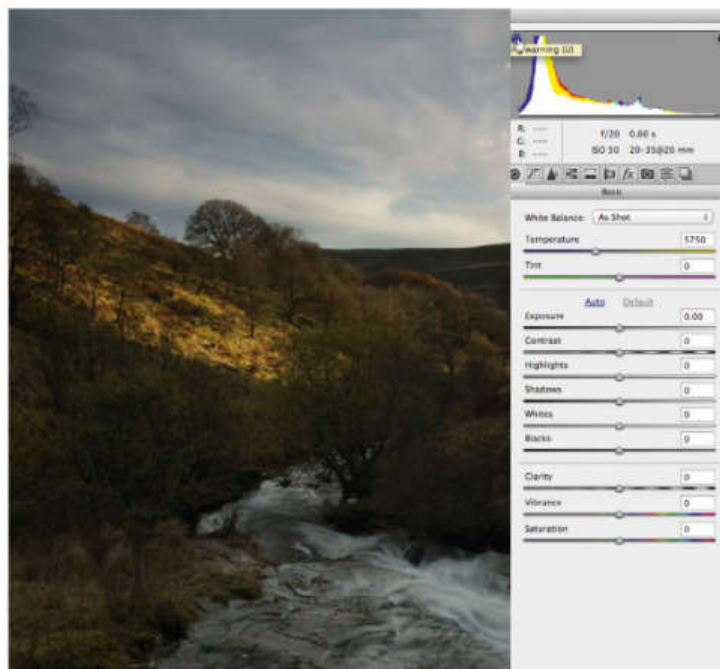 warning (U)
R: ---
G: ---
B: ---
f/20 0.00 s
ISO 50 20-35@20 mm
fx
Basic
White Balance: As Shot
Temperature 5750
Tint 0
Auto Default
Exposure 0.00
Contrast 0
Highlights 0
Shadows 0
Whites 0
Blacks 0
Clarity 0
Vibrance 0
Saturation 0